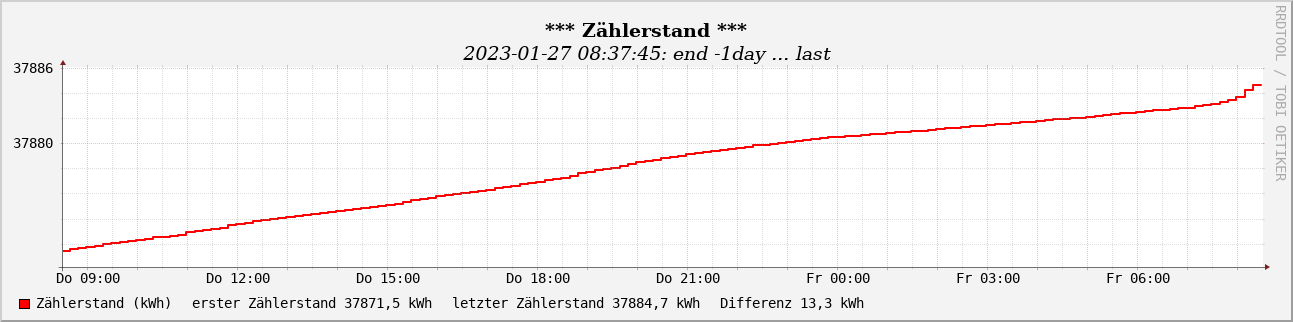 *** Zählerstand ***
2023-01-27 08:37:45: end -1day ... last
37886
37880
Do 09:00 Do 12:00 Do 15:00 Do 18:00 Do 21:00 Fr 00:00 Fr 03:00 Fr 06:00
Zählerstand (kWh) erster Zählerstand 37871,5 kWh letzter Zählerstand 37884,7 kWh Differenz 13,3 kWh
RRDTOOL / TOBI OETIKER